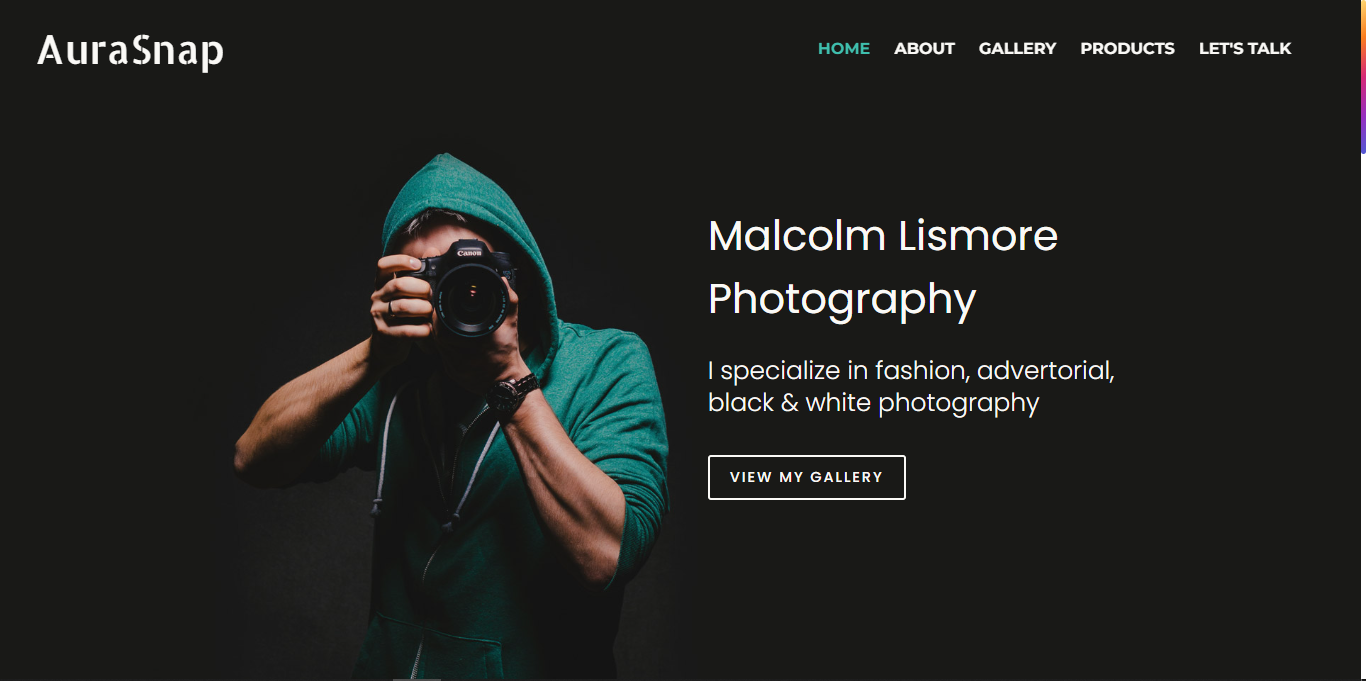 AuraSnap
HOME ABOUT GALLERY PRODUCTS LET'S TALK
Canon
Malcolm Lismore
Photography
I specialize in fashion, advertorial,
black & white photography
VIEW MY GALLERY